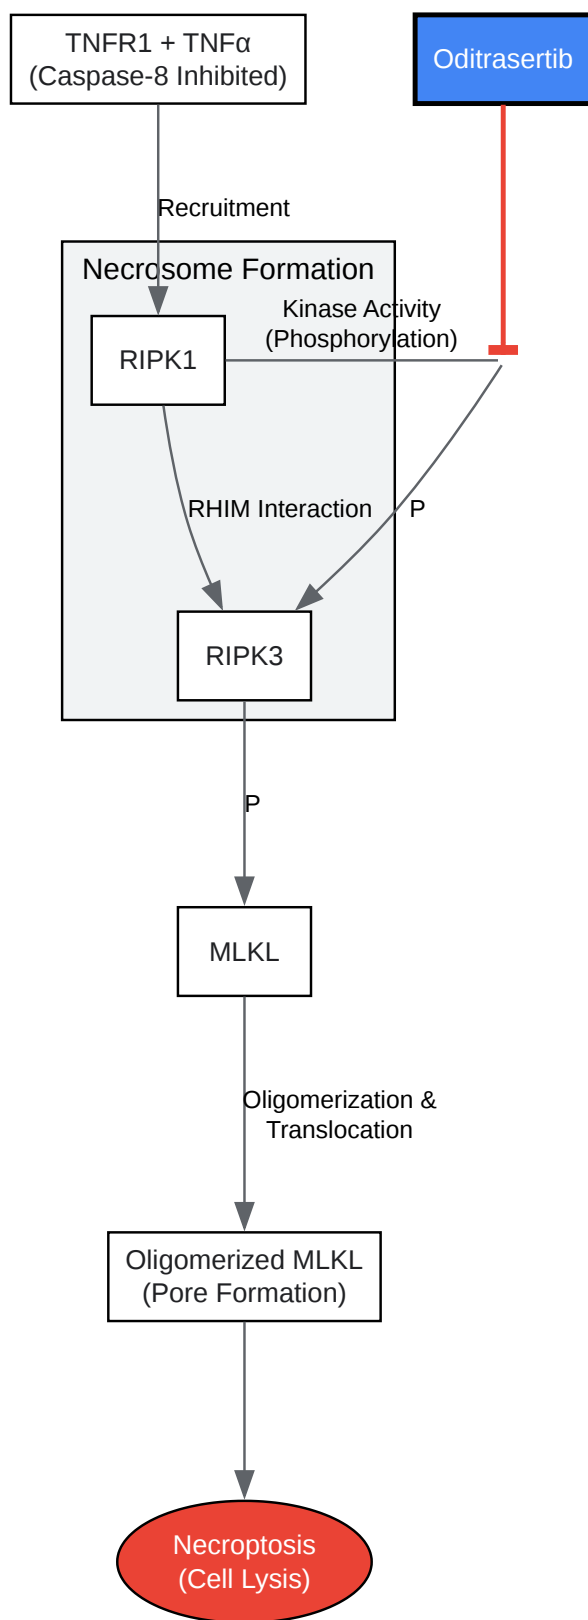 TNFR1 + TNFα
(Caspase-8 Inhibited)
Oditrasertib
Recruitment
Necrosome Formation
Kinase Activity
(Phosphorylation)
RIPK1
RHIM Interaction
P
RIPK3
P
MLKL
Oligomerization &
Translocation
Oligomerized MLKL
(Pore Formation)
Necroptosis
(Cell Lysis)